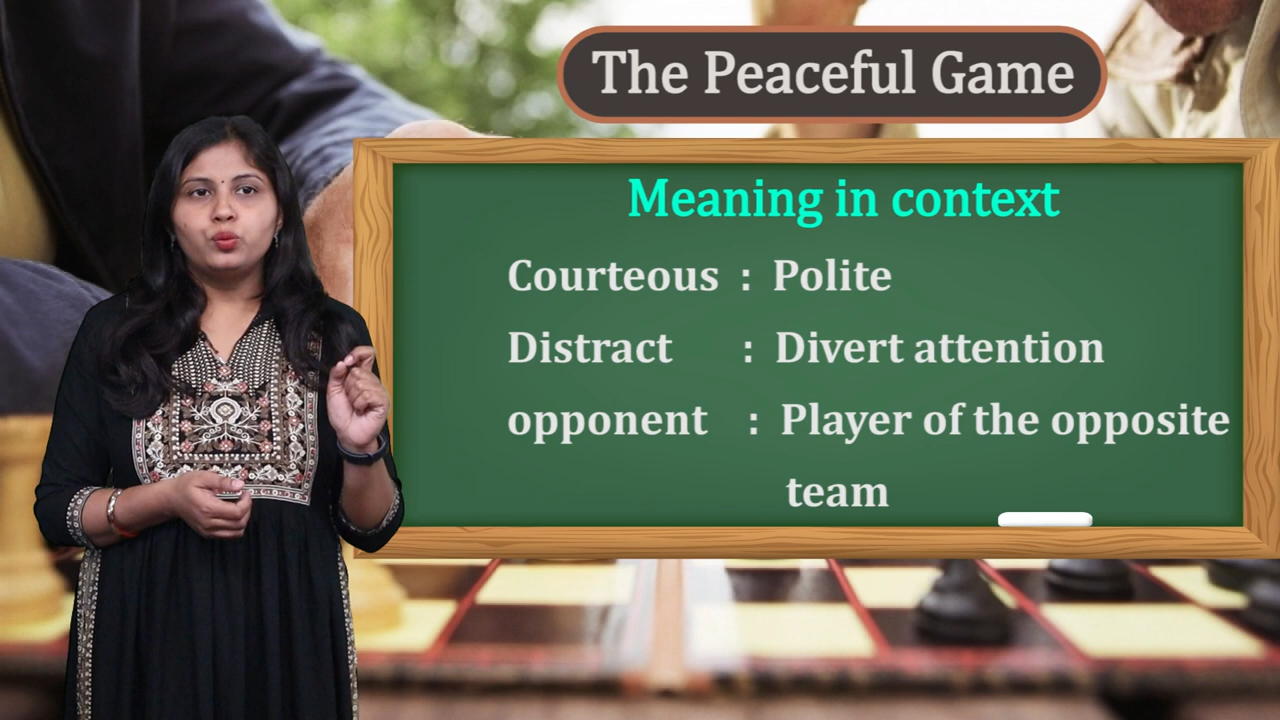 The Peaceful Game
Meaning in context
Courteous : Polite
Distract : Divert attention
opponent : Player of the opposite
team